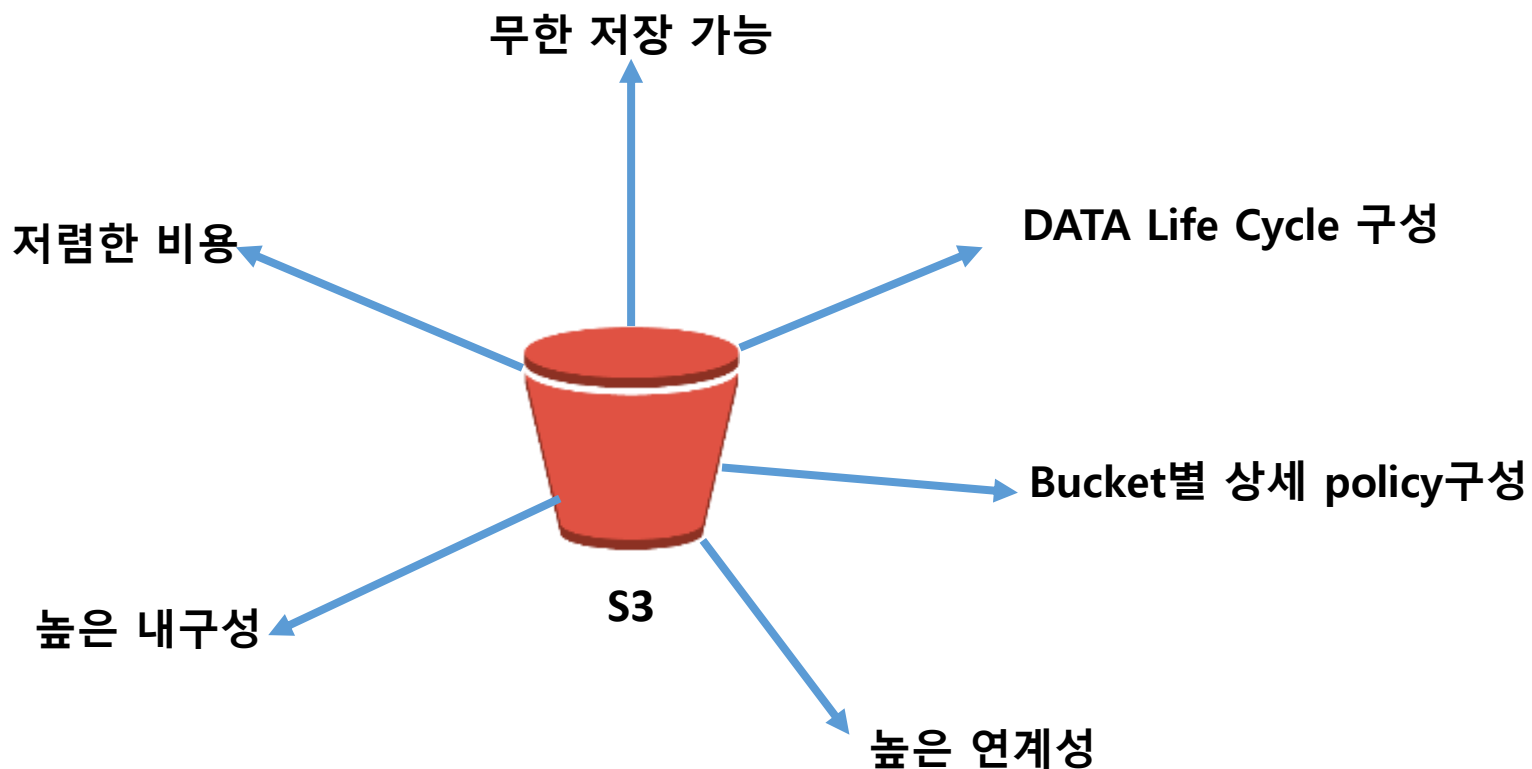 무한 저장 가능
저렴한 비용
DATA Life Cycle 구성
Bucket별 상세 policy구성
S3
높은 내구성
높은 연계성